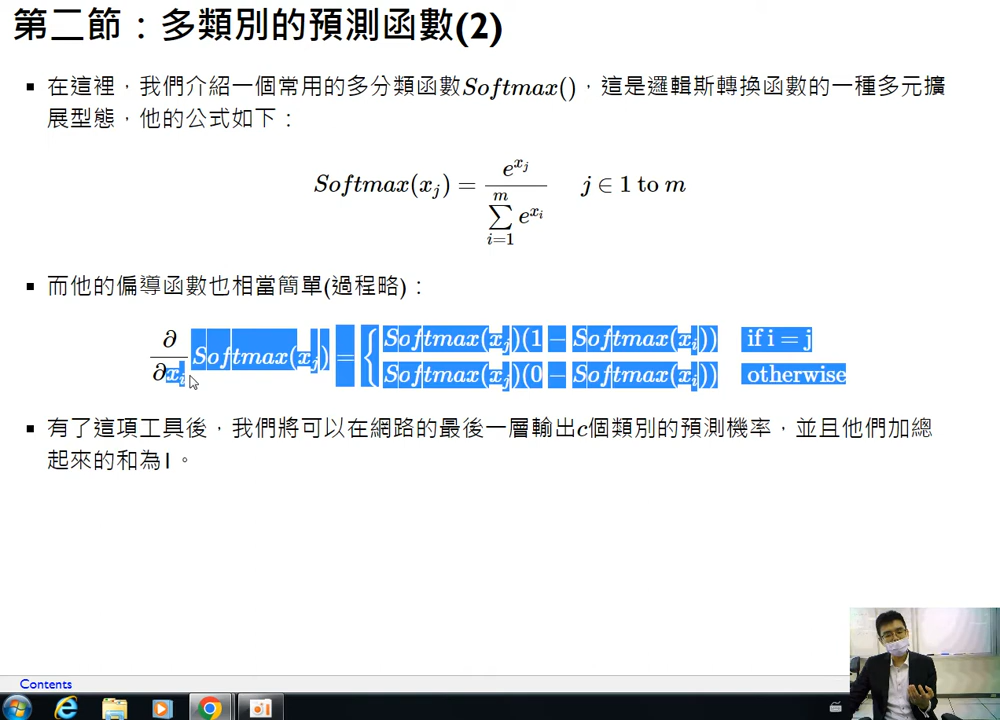 第二節：多類別的預測函數(2)
▪ 在這裡，我們介紹一個常用的多分類函數Softmax()，這是邏輯斯轉換函數的一種多元擴
展型態，他的公式如下：
Softmax(x_j) = e^{x_j} / ∑_{i=1}^{m} e^{x_i}    j ∈ 1 to m
▪ 而他的偏導函數也相當簡單(過程略)：
∂/∂x_i Softmax(x_j) = { Softmax(x_j)(1 − Softmax(x_i))    if i = j
Softmax(x_j)(0 − Softmax(x_i))    otherwise
▪ 有了這項工具後，我們將可以在網路的最後一層輸出c個類別的預測機率，並且他們加總
起來的和為1。
Contents